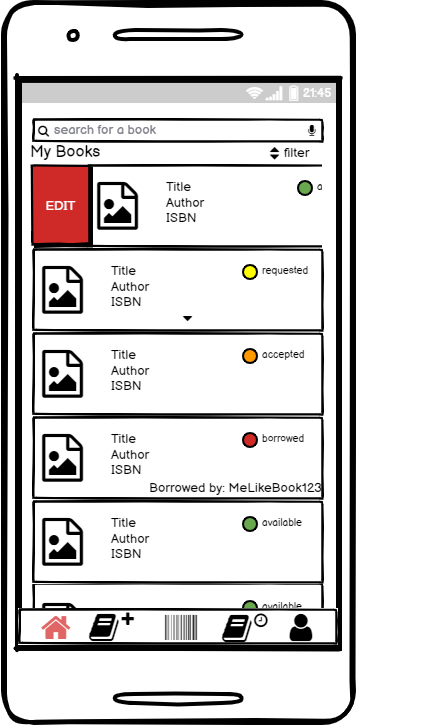 21:45
search for a book
My Books
filter
EDIT
Title
a
Author
ISBN
Title
requested
Author
ISBN
Title
accepted
Author
ISBN
Title
borrowed
Author
ISBN
Borrowed by: MeLikeBook123
Title
available
Author
ISBN
available